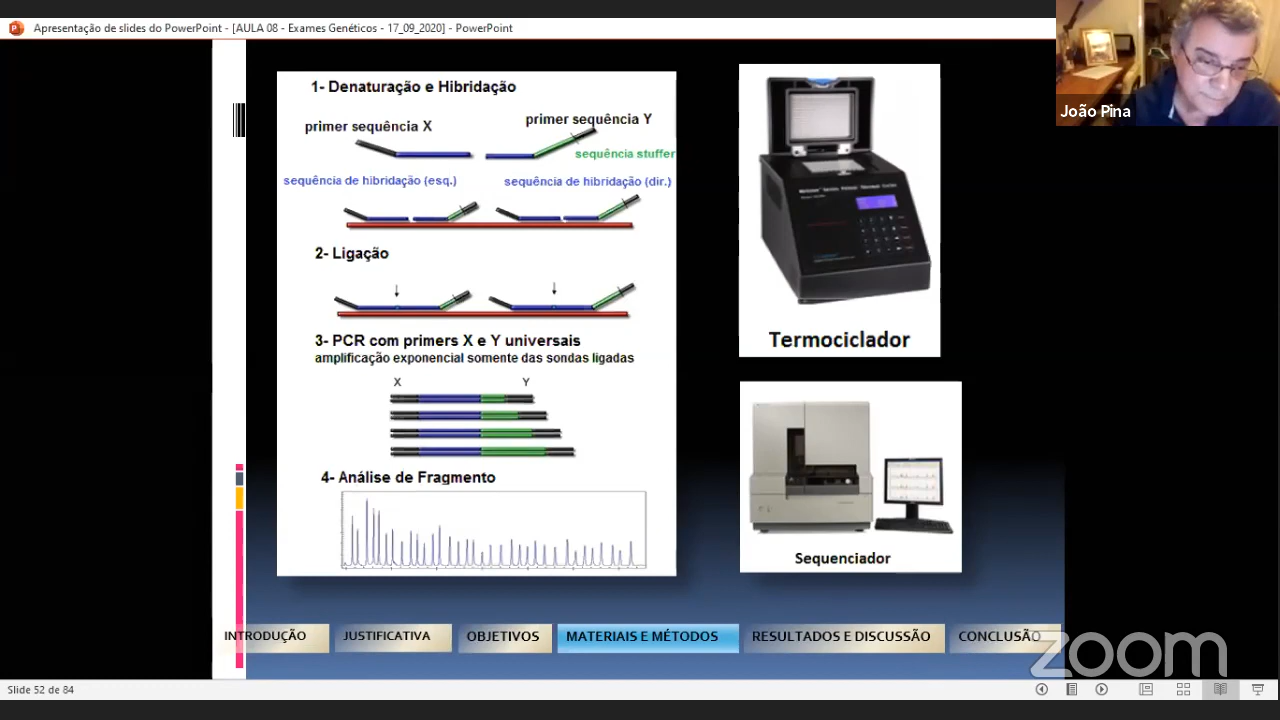 Apresentação de slides do PowerPoint - [AULA 08 - Exames Genéticos - 17_09_2020] - PowerPoint
João Pina
1- Denaturação e Hibridação
primer sequência X
primer sequência Y
sequência stuffer
sequência de hibridação (esq.)
sequência de hibridação (dir.)
2- Ligação
3- PCR com primers X e Y universais
amplificação exponencial somente das sondas ligadas
X Y
4- Análise de Fragmento
Termociclador
Sequenciador
INTRODUÇÃO JUSTIFICATIVA OBJETIVOS MATERIAIS E MÉTODOS RESULTADOS E DISCUSSÃO CONCLUSÃO
zoom
Slide 52 de 84